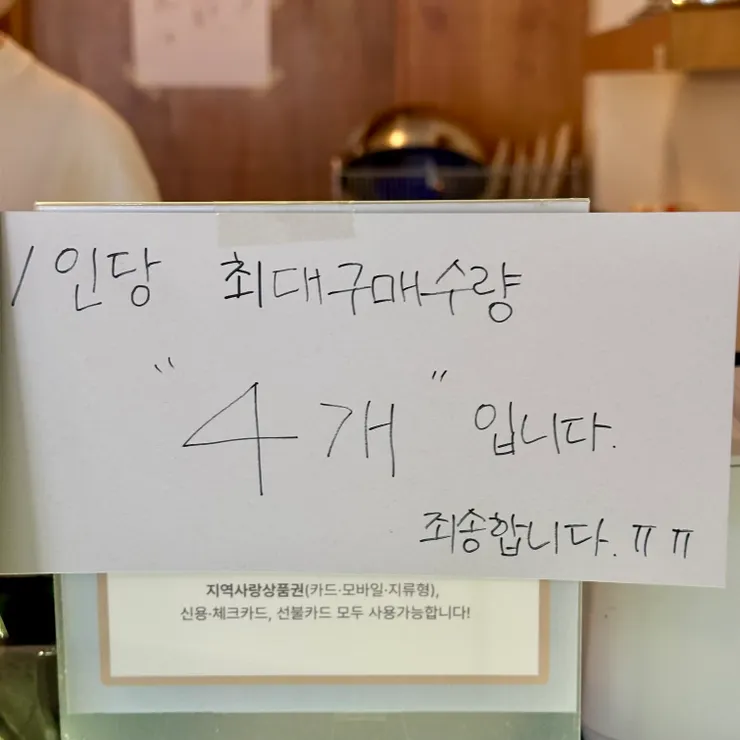 1인당 최대구매수량
"4개" 입니다.
죄송합니다. ㅠㅠ
지역사랑상품권(카드·모바일·지류형),
신용·체크카드, 선불카드 모두 사용가능합니다!